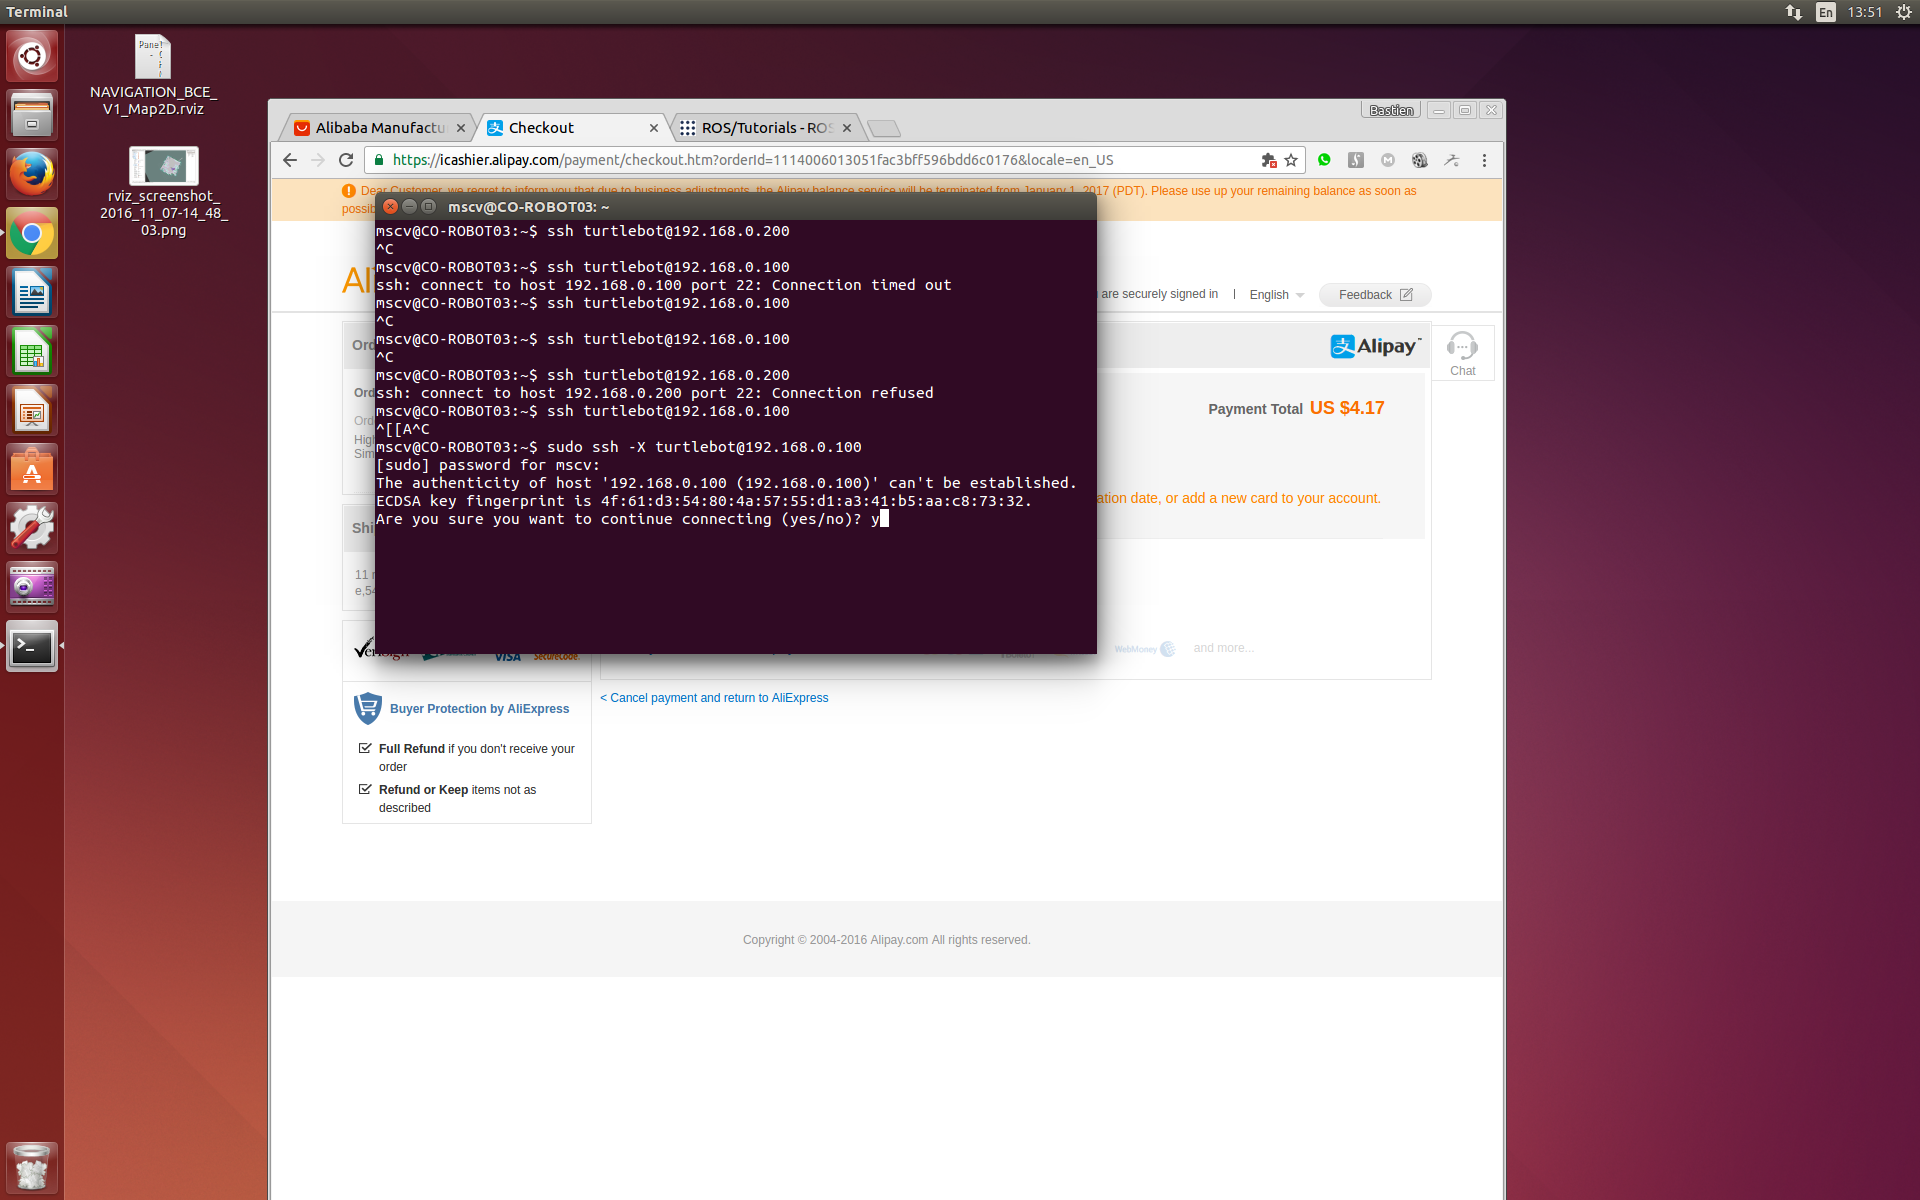 Terminal
En
13:51
Panel
NAVIGATION_BCE_
V1_Map2D.rviz
rviz_screenshot_
2016_11_07-14_48_
03.png
Bastien
Alibaba Manufactu
Checkout
ROS/Tutorials - ROS
https://icashier.alipay.com/payment/checkout.htm?orderId=1114006013051fac3bff596bdd6c0176&locale=en_US
Dear Customer, we regret to inform you that due to business adjustments, the Alipay balance service will be terminated from January 1, 2017 (PDT). Please use up your remaining balance as soon as
possib
mscv@CO-ROBOT03: ~
mscv@CO-ROBOT03:~$ ssh turtlebot@192.168.0.200
^C
mscv@CO-ROBOT03:~$ ssh turtlebot@192.168.0.100
ssh: connect to host 192.168.0.100 port 22: Connection timed out
mscv@CO-ROBOT03:~$ ssh turtlebot@192.168.0.100
^C
mscv@CO-ROBOT03:~$ ssh turtlebot@192.168.0.100
^C
mscv@CO-ROBOT03:~$ ssh turtlebot@192.168.0.200
ssh: connect to host 192.168.0.200 port 22: Connection refused
mscv@CO-ROBOT03:~$ ssh turtlebot@192.168.0.100
^[[A^C
mscv@CO-ROBOT03:~$ sudo ssh -X turtlebot@192.168.0.100
[sudo] password for mscv:
The authenticity of host '192.168.0.100 (192.168.0.100)' can't be established.
ECDSA key fingerprint is 4f:61:d3:54:80:4a:57:55:d1:a3:41:b5:aa:c8:73:32.
Are you sure you want to continue connecting (yes/no)? y
Ali
are securely signed in | English
Feedback
Ord
支 Alipay™
Chat
Ord
Payment Total US $4.17
Ord
High
Sim
ation date, or add a new card to your account.
Shi
11 r
e,54
VISA
WebMoney
and more...
< Cancel payment and return to AliExpress
Buyer Protection by AliExpress
Full Refund if you don't receive your
order
Refund or Keep items not as
described
Copyright © 2004-2016 Alipay.com All rights reserved.